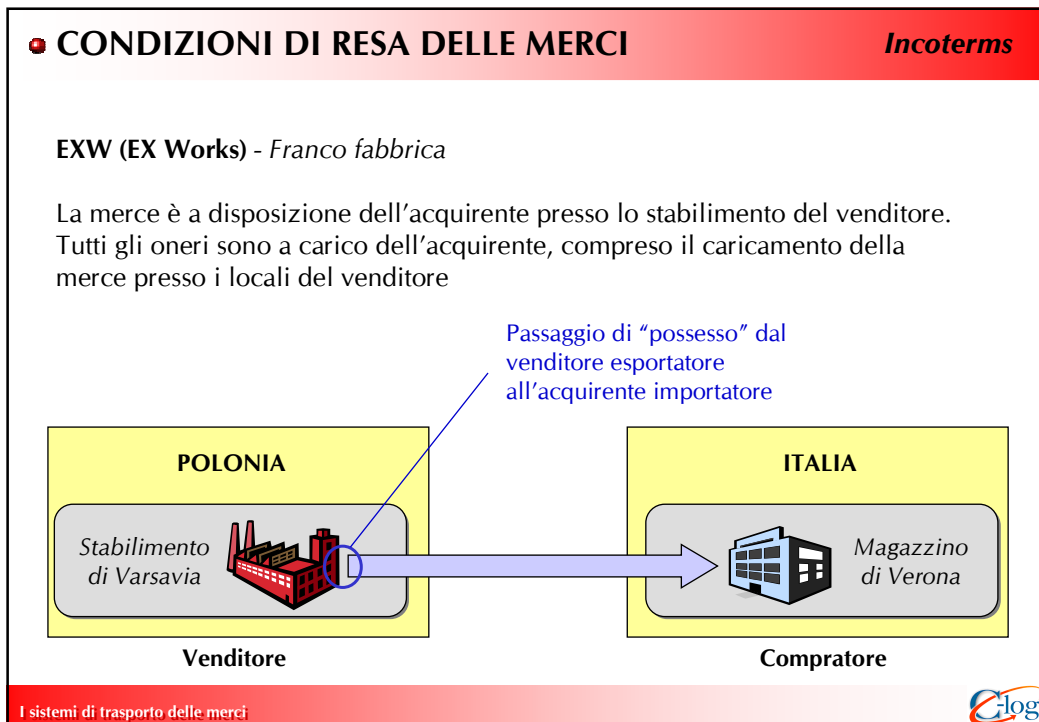 CONDIZIONI DI RESA DELLE MERCI
Incoterms
EXW (EX Works) - Franco fabbrica
La merce è a disposizione dell’acquirente presso lo stabilimento del venditore.
Tutti gli oneri sono a carico dell’acquirente, compreso il caricamento della
merce presso i locali del venditore
Passaggio di “possesso” dal
venditore esportatore
all’acquirente importatore
POLONIA
Stabilimento
di Varsavia
Venditore
ITALIA
Magazzino
di Verona
Compratore
I sistemi di trasporto delle merci
C-log